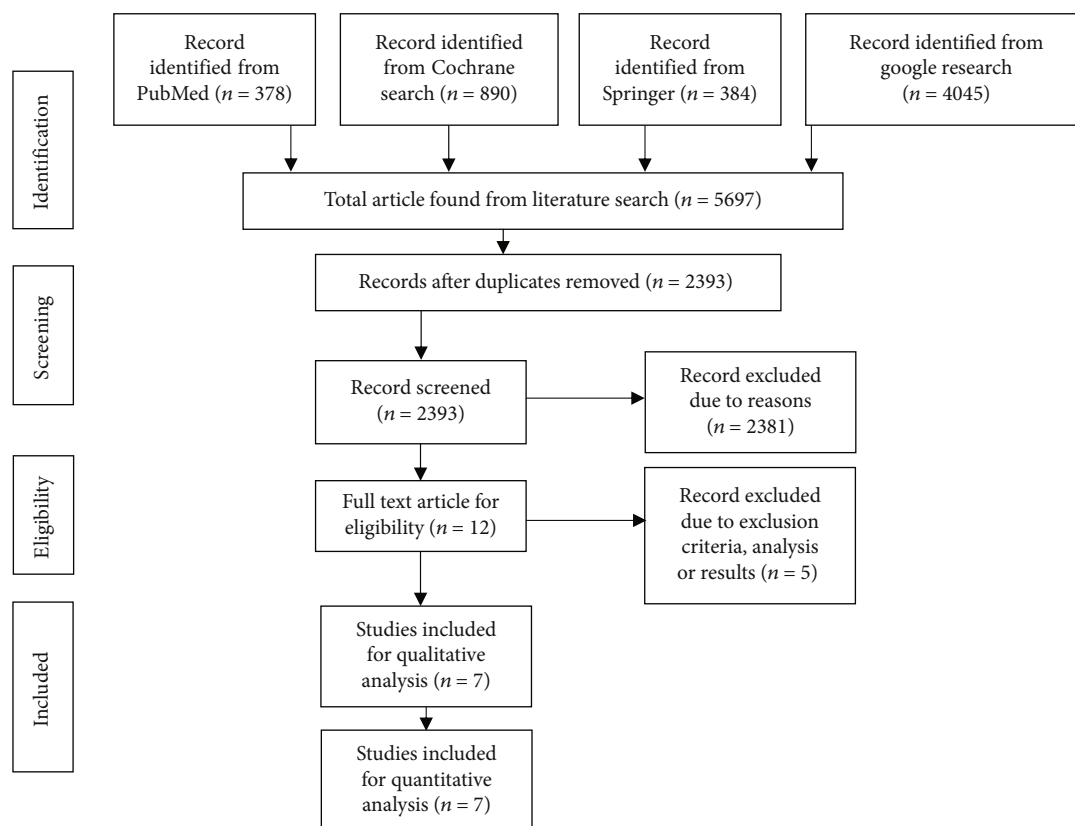 Identification
Record
identified from
PubMed (n = 378)
Record identified
from Cochrane
search (n = 890)
Record
identified from
Springer (n = 384)
Record identified from
google research
(n = 4045)
Total article found from literature search (n = 5697)
Screening
Records after duplicates removed (n = 2393)
Record screened
(n = 2393)
Record excluded
due to reasons
(n = 2381)
Eligibility
Full text article for
eligibility (n = 12)
Record excluded
due to exclusion
criteria, analysis
or results (n = 5)
Included
Studies included
for qualitative
analysis (n = 7)
Studies included
for quantitative
analysis (n = 7)